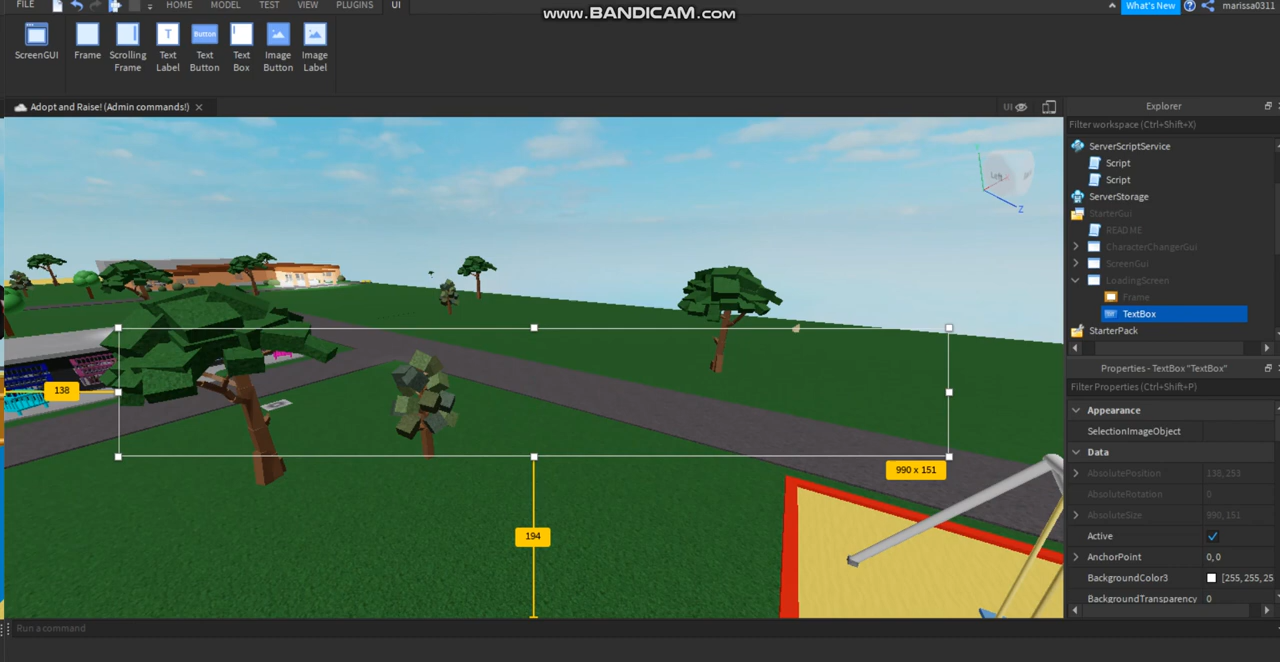 FILE HOME MODEL TEST VIEW PLUGINS UI
www.BANDICAM.com
What's New marissa0311
ScreenGUI Frame Scrolling Frame Text Label Text Button Text Box Image Button Image Label
Button
T
Adopt and Raise! (Admin commands!)
UI
Explorer
Filter workspace (Ctrl+Shift+X)
ServerScriptService
Script
Script
ServerStorage
StarterGui
READ ME
CharacterChangerGui
ScreenGui
LoadingScreen
Frame
TextBox
StarterPack
Z
138
990 x 151
194
Properties - TextBox "TextBox"
Filter Properties (Ctrl+Shift+P)
Appearance
SelectionImageObject
Data
AbsolutePosition 138, 253
AbsoluteRotation 0
AbsoluteSize 990, 151
Active
AnchorPoint 0, 0
BackgroundColor3 [255, 255, 25
BackgroundTransparency 0
Run a command